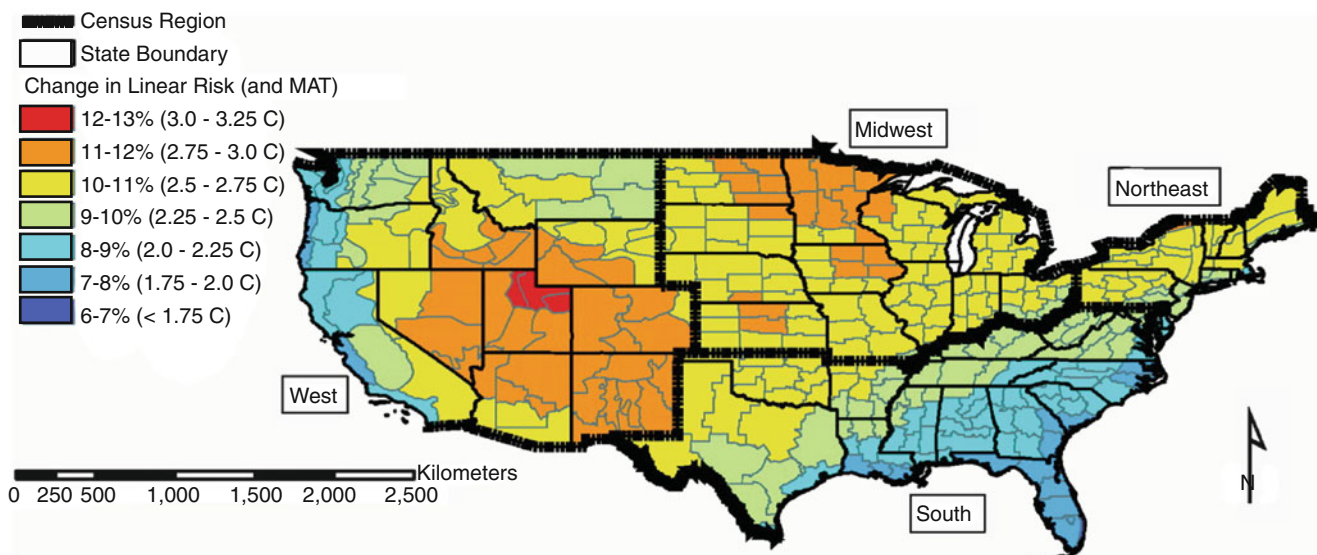 Census Region
State Boundary
Change in Linear Risk (and MAT)
12-13% (3.0 - 3.25 C)
11-12% (2.75 - 3.0 C)
10-11% (2.5 - 2.75 C)
9-10% (2.25 - 2.5 C)
8-9% (2.0 - 2.25 C)
7-8% (1.75 - 2.0 C)
6-7% (< 1.75 C)
Midwest
Northeast
West
South
Kilometers
0 250 500 1,000 1,500 2,000 2,500
N